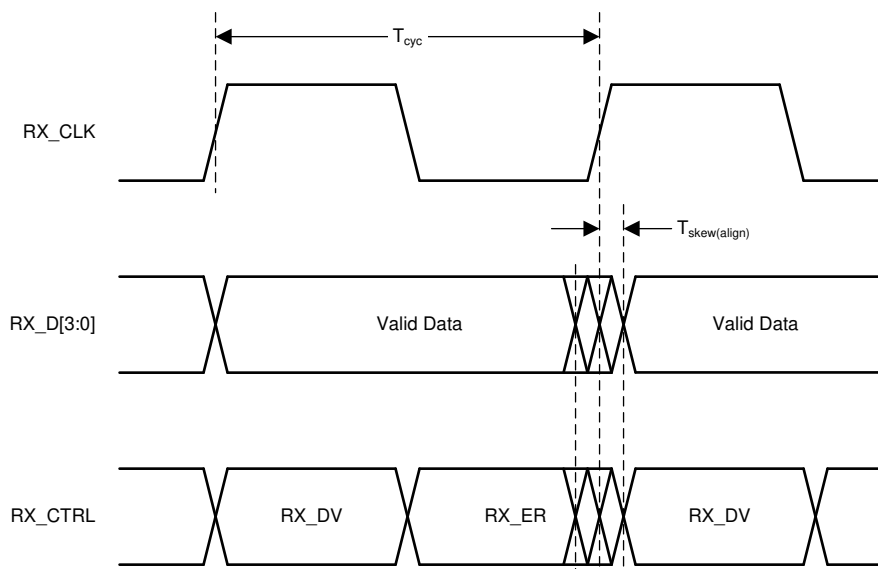 T_cyc
RX_CLK
T_skew(align)
RX_D[3:0]
Valid Data
Valid Data
RX_CTRL
RX_DV
RX_ER
RX_DV